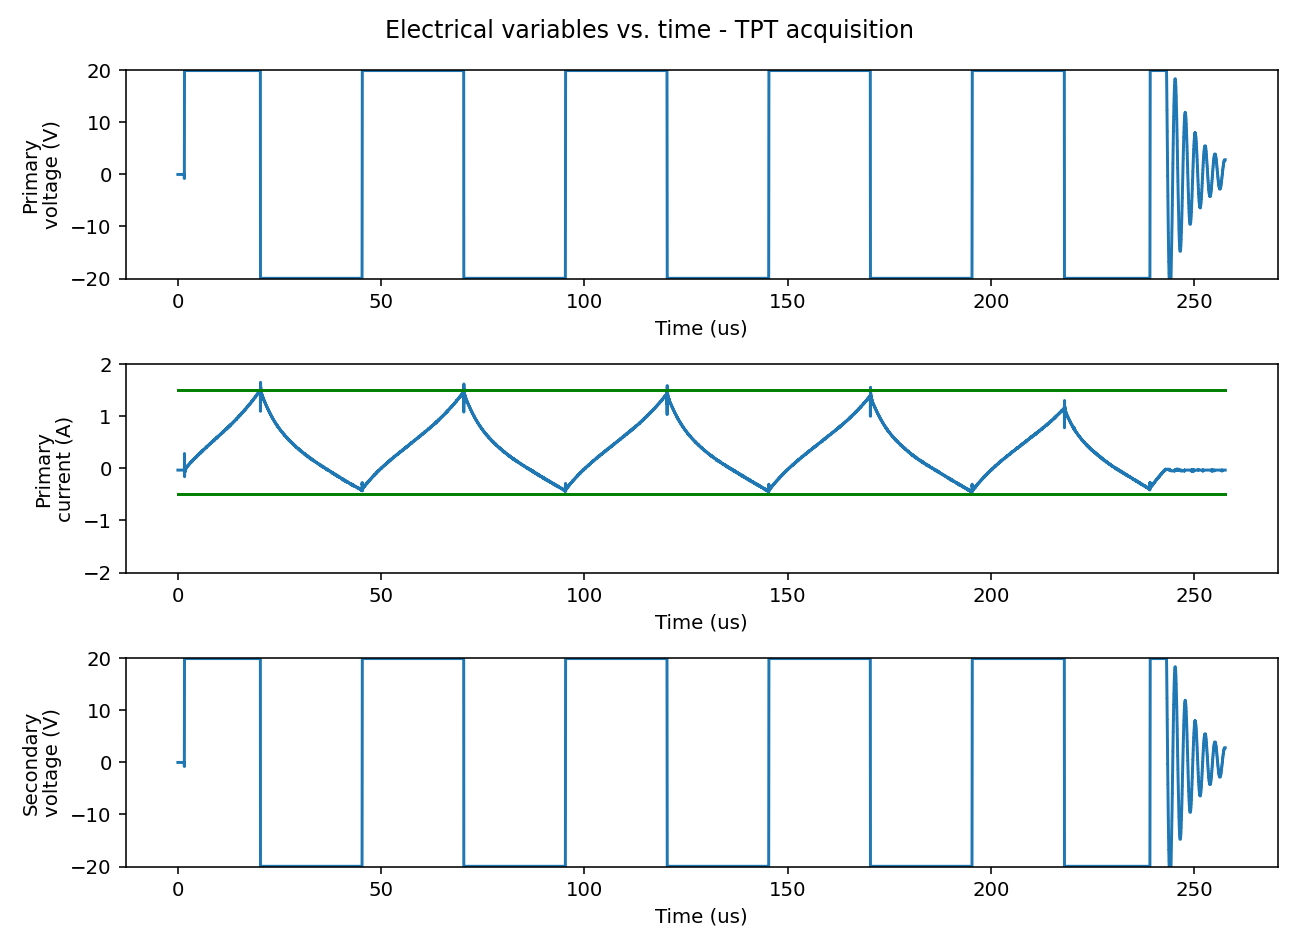 Electrical variables vs. time - TPT acquisition
20
10
0
−10
−20
Primary
voltage (V)
0 50 100 150 200 250
Time (us)
2
1
0
−1
−2
Primary
current (A)
0 50 100 150 200 250
Time (us)
20
10
0
−10
−20
Secondary
voltage (V)
0 50 100 150 200 250
Time (us)